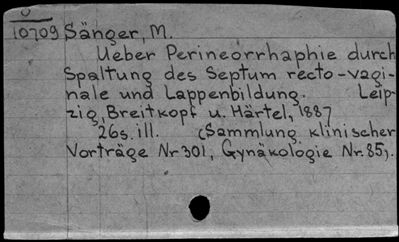 10709 Sänger, M.
Ueber Perineorrhaphie durch
Spaltung des Septum recto-vagi-
nale und Lappenbildung. Leip-
zig, Breitkopf u. Härtel, 1887
26s. ill. (Sammlung klinischer
Vorträge Nr 301, Gynäkologie Nr. 85).